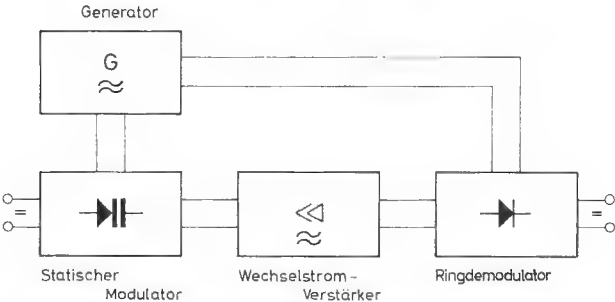 Generator
G
Statischer
Modulator
Wechselstrom-
Verstärker
Ringdemodulator